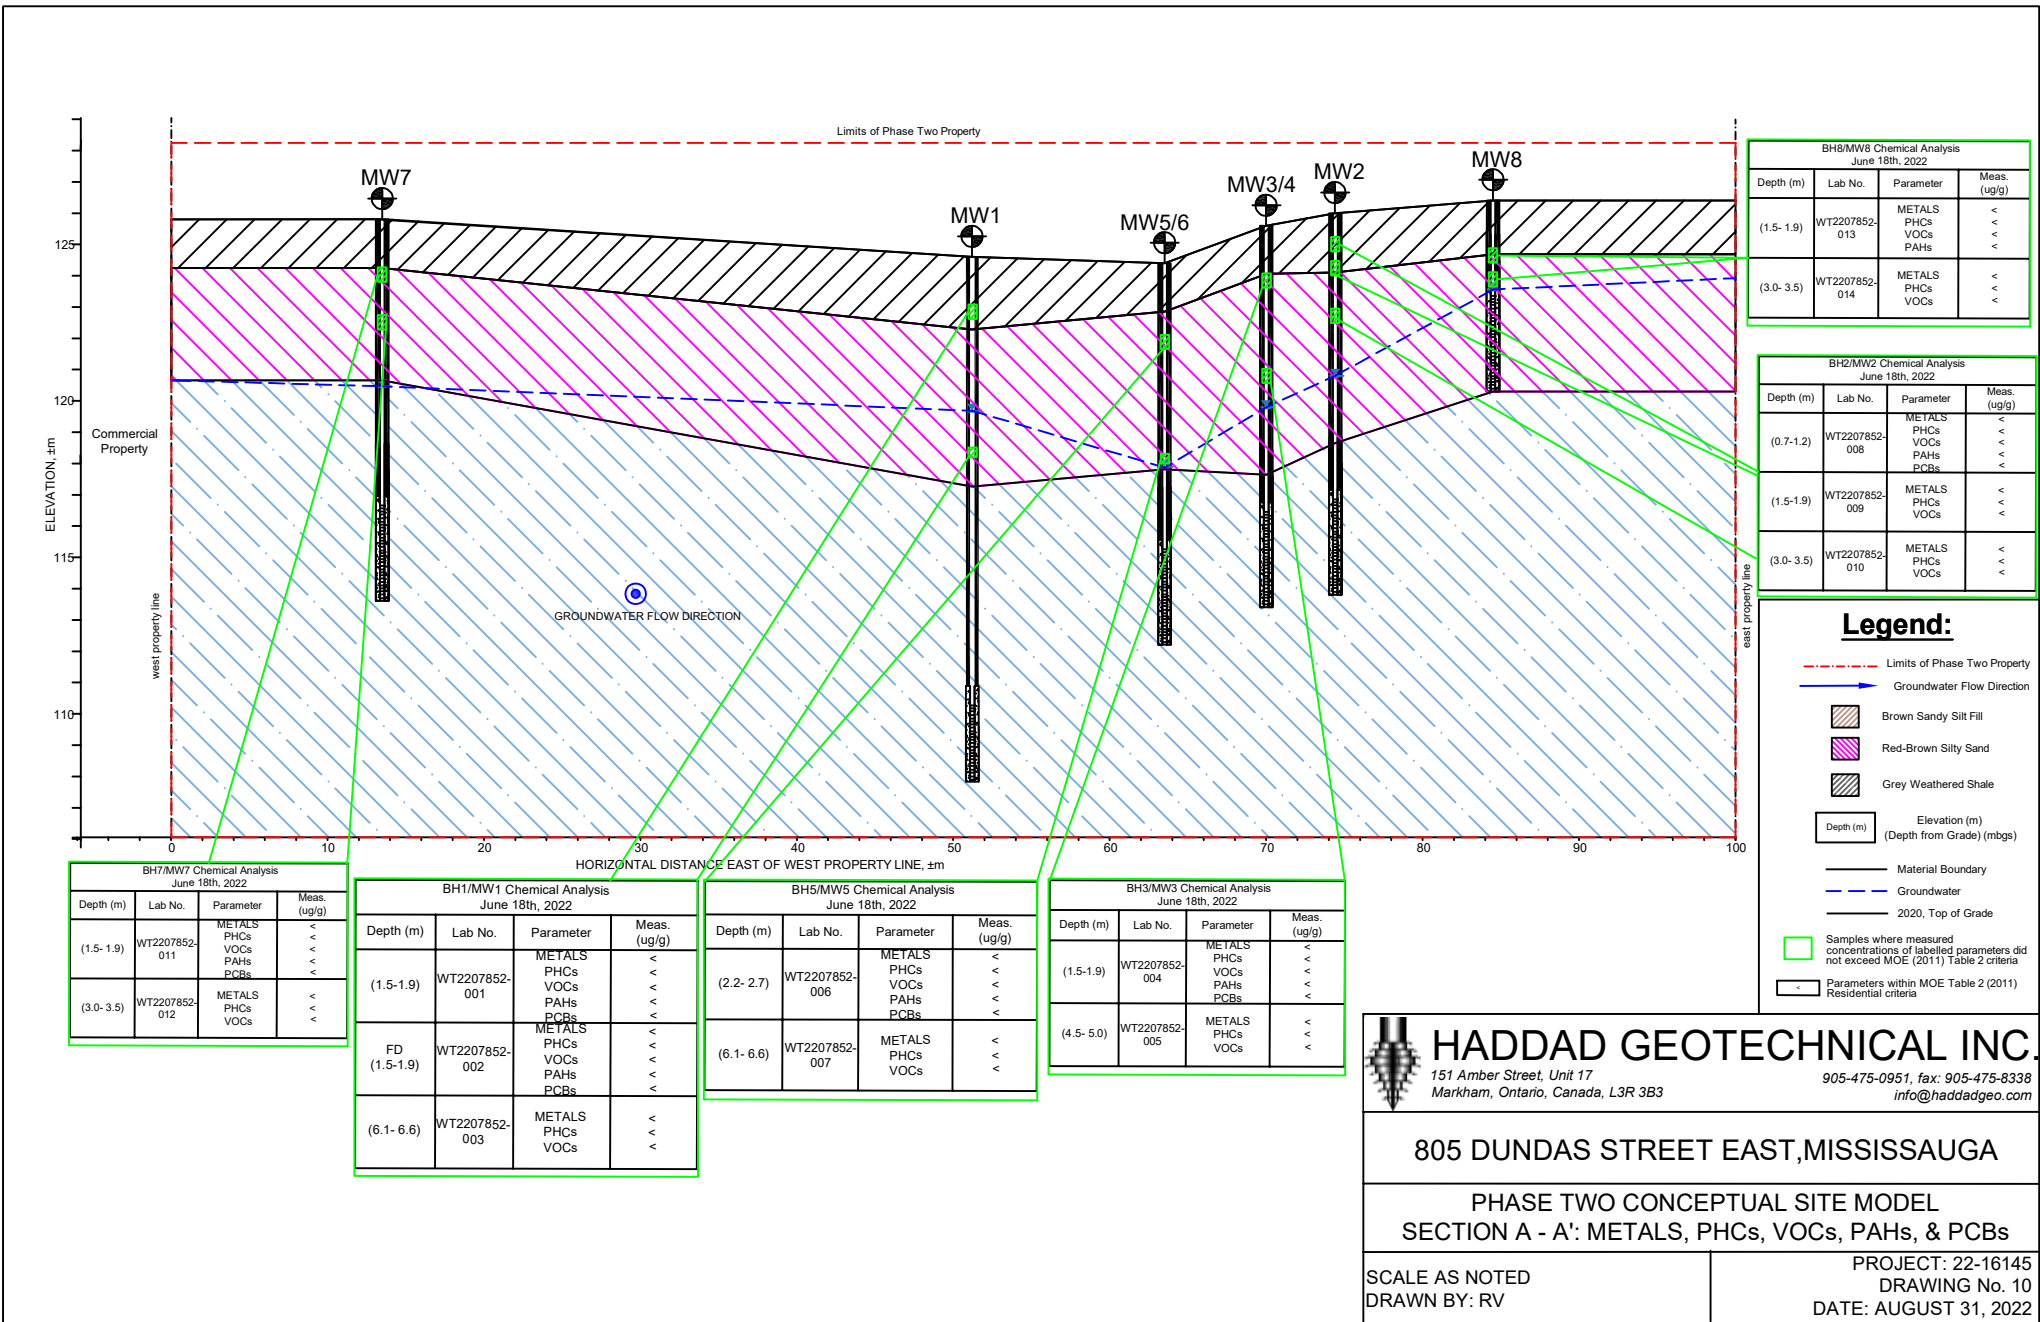 Limits of Phase Two Property
MW7
MW1
MW5/6
MW3/4
MW2
MW8
ELEVATION, ±m
125
120
115
110
Commercial
Property
west property line
east property line
GROUNDWATER FLOW DIRECTION
0
10
20
30
40
50
60
70
80
90
100
HORIZONTAL DISTANCE EAST OF WEST PROPERTY LINE, ±m
BH8/MW8 Chemical Analysis
June 18th, 2022
Depth (m) Lab No. Parameter Meas. (ug/g)
(1.5- 1.9) WT2207852-013
METALS <
PHCs <
VOCs <
PAHs <
(3.0- 3.5) WT2207852-014
METALS <
PHCs <
VOCs <
BH2/MW2 Chemical Analysis
June 18th, 2022
Depth (m) Lab No. Parameter Meas. (ug/g)
(0.7-1.2) WT2207852-008
METALS <
PHCs <
VOCs <
PAHs <
PCBs <
(1.5-1.9) WT2207852-009
METALS <
PHCs <
VOCs <
(3.0- 3.5) WT2207852-010
METALS <
PHCs <
VOCs <
Legend:
Limits of Phase Two Property
Groundwater Flow Direction
Brown Sandy Silt Fill
Red-Brown Silty Sand
Grey Weathered Shale
Depth (m)
Elevation (m)
(Depth from Grade) (mbgs)
Material Boundary
Groundwater
2020, Top of Grade
Samples where measured
concentrations of labelled parameters did
not exceed MOE (2011) Table 2 criteria
< Parameters within MOE Table 2 (2011)
Residential criteria
BH7/MW7 Chemical Analysis
June 18th, 2022
Depth (m) Lab No. Parameter Meas. (ug/g)
(1.5- 1.9) WT2207852-011
METALS <
PHCs <
VOCs <
PAHs <
PCBs <
(3.0- 3.5) WT2207852-012
METALS <
PHCs <
VOCs <
BH1/MW1 Chemical Analysis
June 18th, 2022
Depth (m) Lab No. Parameter Meas. (ug/g)
(1.5-1.9) WT2207852-001
METALS <
PHCs <
VOCs <
PAHs <
PCBs <
FD (1.5-1.9) WT2207852-002
METALS <
PHCs <
VOCs <
PAHs <
PCBs <
(6.1- 6.6) WT2207852-003
METALS <
PHCs <
VOCs <
BH5/MW5 Chemical Analysis
June 18th, 2022
Depth (m) Lab No. Parameter Meas. (ug/g)
(2.2- 2.7) WT2207852-006
METALS <
PHCs <
VOCs <
PAHs <
PCBs <
(6.1- 6.6) WT2207852-007
METALS <
PHCs <
VOCs <
BH3/MW3 Chemical Analysis
June 18th, 2022
Depth (m) Lab No. Parameter Meas. (ug/g)
(1.5-1.9) WT2207852-004
METALS <
PHCs <
VOCs <
PAHs <
PCBs <
(4.5- 5.0) WT2207852-005
METALS <
PHCs <
VOCs <
HADDAD GEOTECHNICAL INC.
151 Amber Street, Unit 17
Markham, Ontario, Canada, L3R 3B3
905-475-0951, fax: 905-475-8338
info@haddadgeo.com
805 DUNDAS STREET EAST,MISSISSAUGA
PHASE TWO CONCEPTUAL SITE MODEL
SECTION A - A': METALS, PHCs, VOCs, PAHs, & PCBs
SCALE AS NOTED
DRAWN BY: RV
PROJECT: 22-16145
DRAWING No. 10
DATE: AUGUST 31, 2022